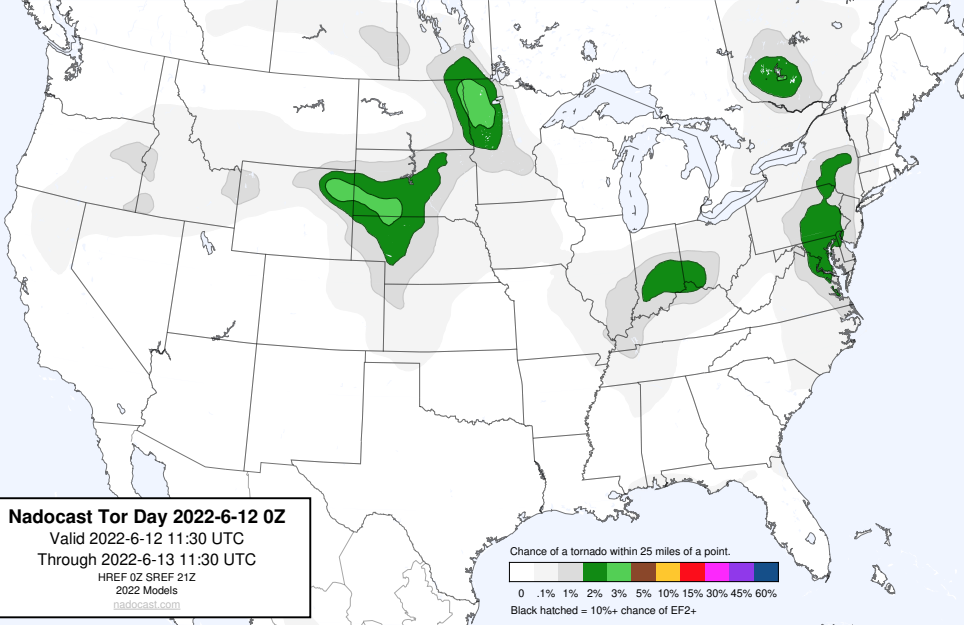 Nadocast Tor Day 2022-6-12 0Z
Valid 2022-6-12 11:30 UTC
Through 2022-6-13 11:30 UTC
HREF 0Z SREF 21Z
2022 Models
nadocast.com
Chance of a tornado within 25 miles of a point.
0 .1% 1% 2% 3% 5% 10% 15% 30% 45% 60%
Black hatched = 10%+ chance of EF2+